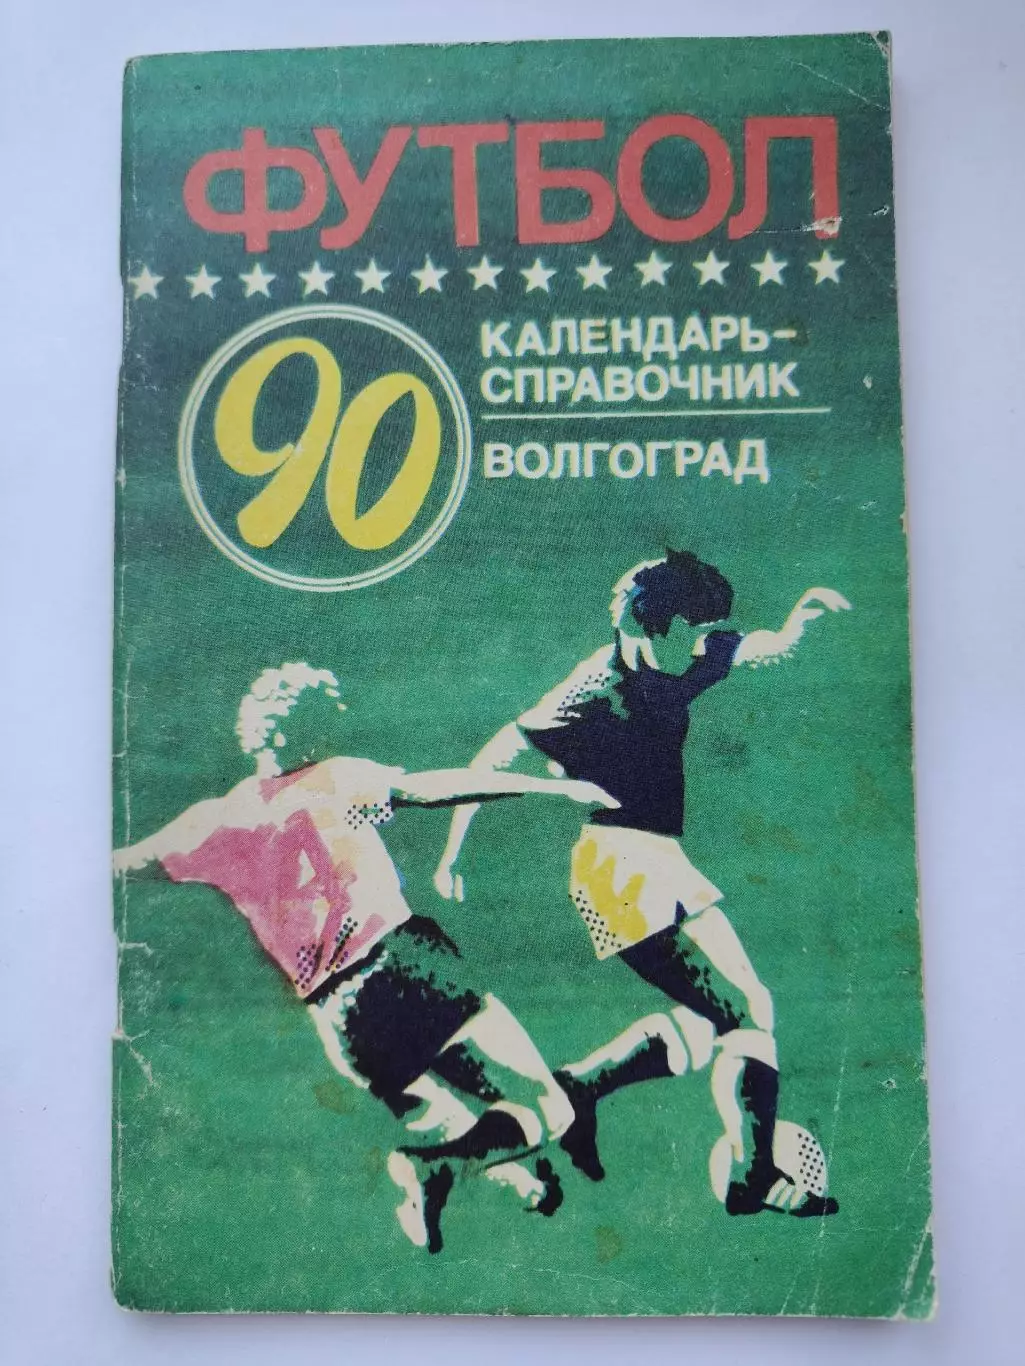 ФУТБОЛ
90
КАЛЕНДАРЬ-
СПРАВОЧНИК
ВОЛГОГРАД